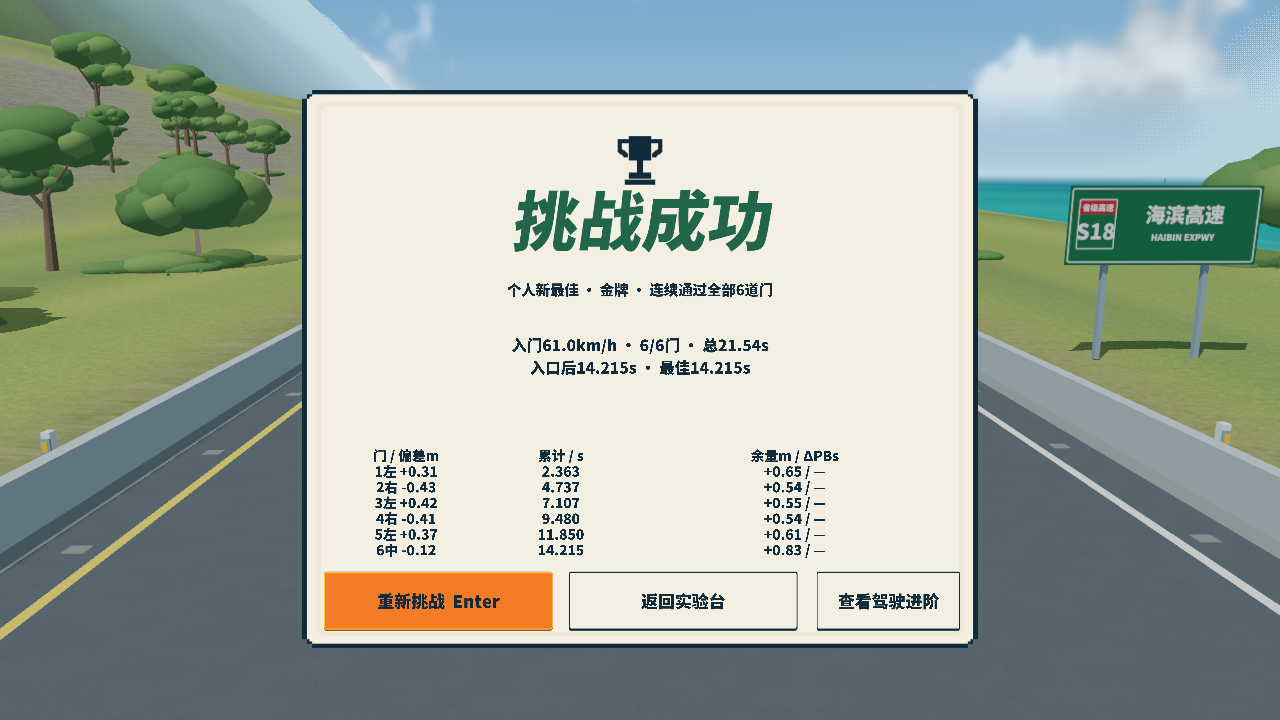 挑战成功
个人新最佳 · 金牌 · 连续通过全部6道门
入门61.0km/h · 6/6门 · 总21.54s
入口后14.215s · 最佳14.215s
门 / 偏差m 累计 / s 余量m / ΔPBs
1左 +0.31 2.363 +0.65 / —
2右 -0.43 4.737 +0.54 / —
3左 +0.42 7.107 +0.55 / —
4右 -0.41 9.480 +0.54 / —
5左 +0.37 11.850 +0.61 / —
6中 -0.12 14.215 +0.83 / —
重新挑战 Enter
返回实验台
查看驾驶进阶
省级高速
S18
海滨高速
HAIBIN EXPWY